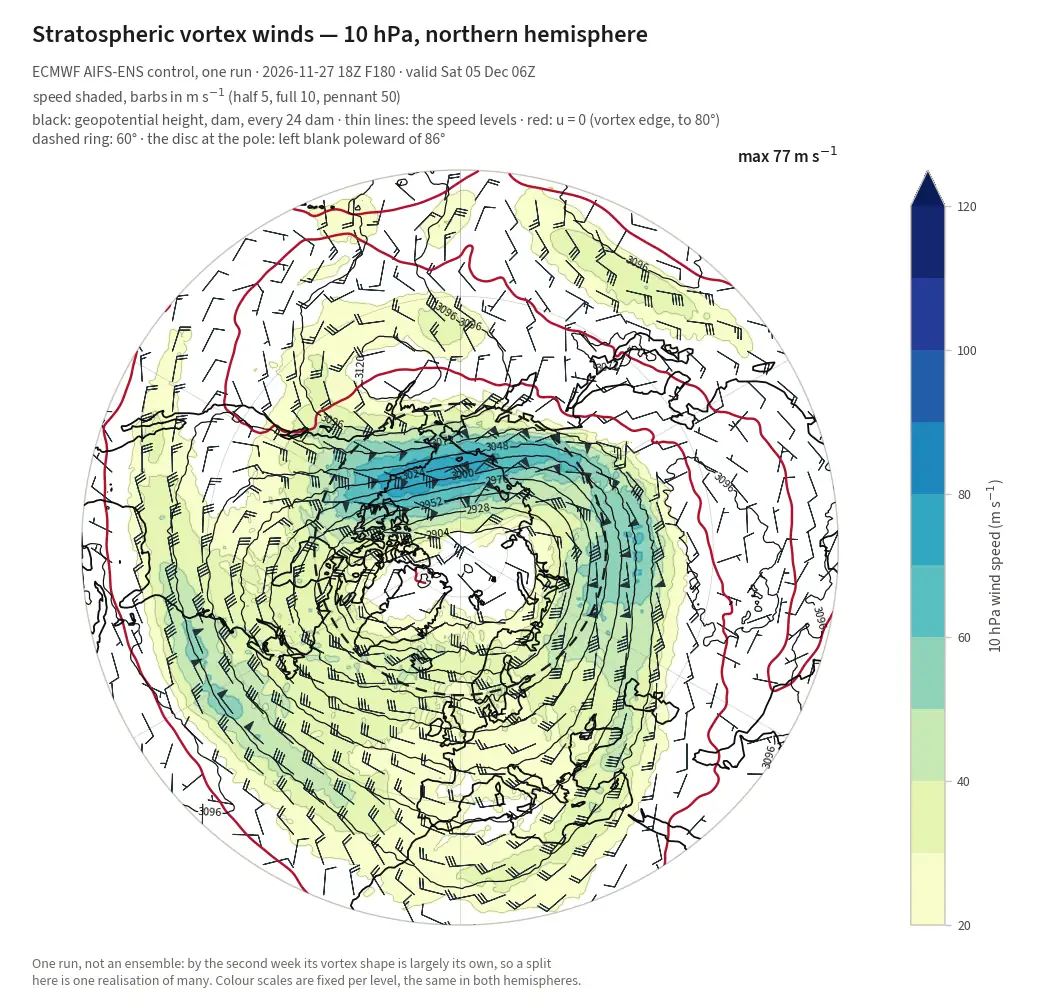 Stratospheric vortex winds — 10 hPa, northern hemisphere
ECMWF AIFS-ENS control, one run · 2026-11-27 18Z F180 · valid Sat 05 Dec 06Z
speed shaded, barbs in m s⁻¹ (half 5, full 10, pennant 50)
black: geopotential height, dam, every 24 dam · thin lines: the speed levels · red: u = 0 (vortex edge, to 80°)
dashed ring: 60° · the disc at the pole: left blank poleward of 86°
max 77 m s⁻¹
120
100
80
60
40
20
10 hPa wind speed (m s⁻¹)
3096
3096
3096
3120
3096
3048
3024
3000
2976
2952
2928
2904
3096
3096
3096
3096
One run, not an ensemble: by the second week its vortex shape is largely its own, so a split
here is one realisation of many. Colour scales are fixed per level, the same in both hemispheres.